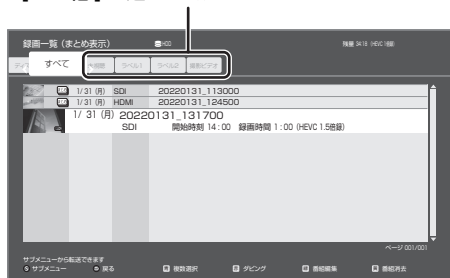 録画一覧 (まとめ表示)
HDD
残量 34:18 (HEVC 1.5倍)
すべて
未視聴
ラベル1
ラベル2
撮影ビデオ
1/ 31 (月) SDI 20220131_113000
1/ 31 (月) HDMI 20220131_124500
1/ 31 (月) 20220131_131700
SDI 開始時刻 14:00 録画時間 1:00 (HEVC 1.5倍録)
ページ 001/001
サブメニューから転送できます
S サブメニュー
戻る
複数選択
ダビング
番組編集
番組消去